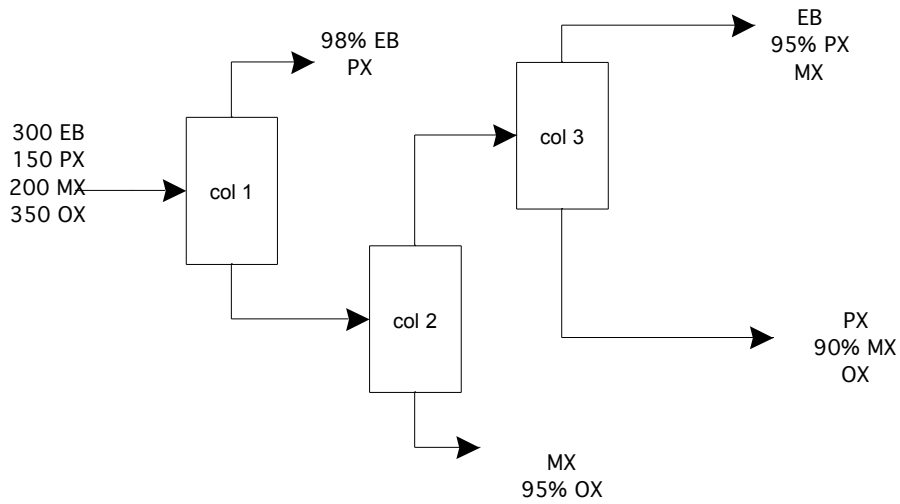 98% EB
PX
300 EB
150 PX
200 MX
350 OX
col 1
col 2
col 3
EB
95% PX
MX
PX
90% MX
OX
MX
95% OX